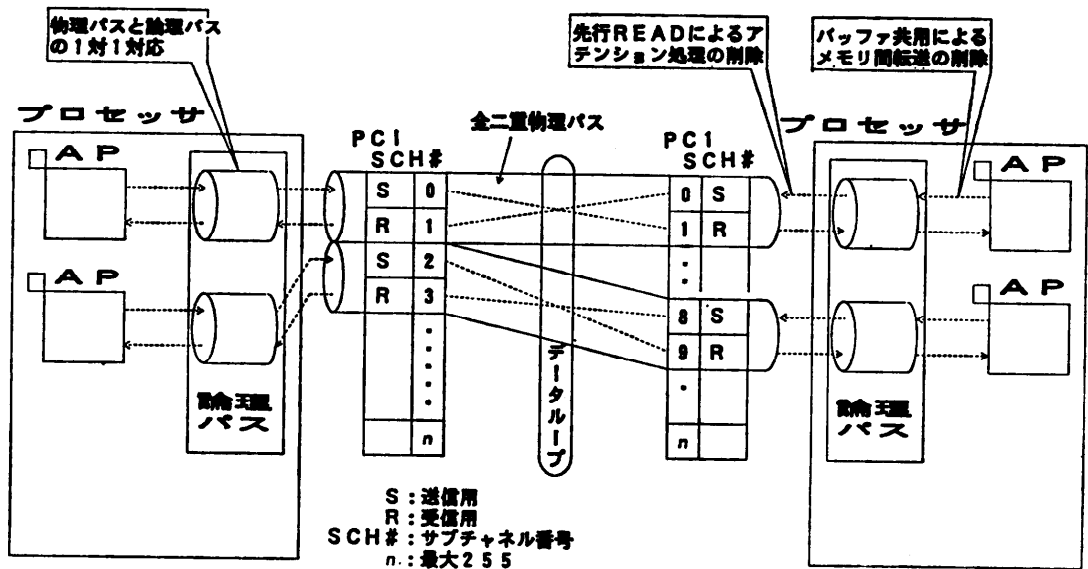 物理パスと論理パス
の1対1対応
先行READによるア
テンション処理の削除
バッファ共用による
メモリ間転送の削除
プロセッサ
AP
AP
論理
パス
PCI
SCH#
S 0
R 1
S 2
R 3
n
全二重物理パス
データループ
PCI
SCH#
0 S
1 R
8 S
9 R
n
プロセッサ
AP
AP
論理
パス
S:送信用
R:受信用
SCH#:サブチャネル番号
n:最大255